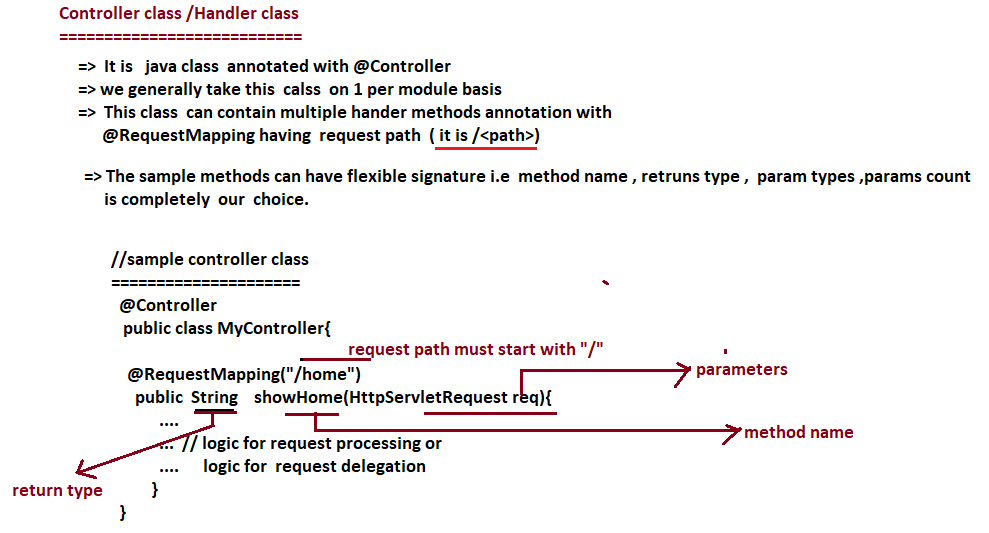 Controller class /Handler class
===========================
=> It is java class annotated with @Controller
=> we generally take this calss on 1 per module basis
=> This class can contain multiple hander methods annotation with
@RequestMapping having request path ( it is /<path>)
=> The sample methods can have flexible signature i.e method name , retruns type , param types ,params count
is completely our choice.
//sample controller class
=====================
@Controller
public class MyController{
request path must start with "/"
@RequestMapping("/home")
parameters
public String showHome(HttpServletRequest req){
....
method name
... // logic for request processing or
.... logic for request delegation
return type
}
}